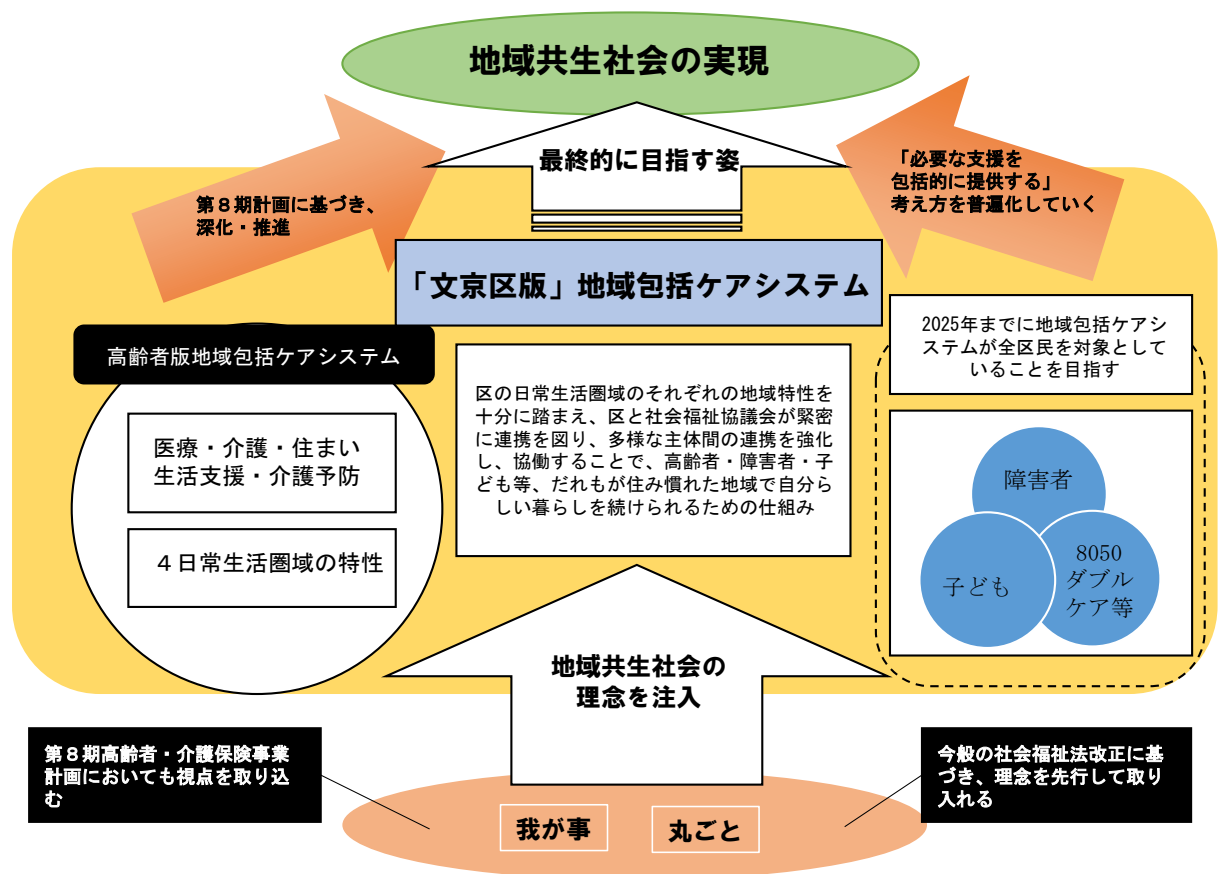 地域共生社会の実現
最終的に目指す姿
第８期計画に基づき、
深化・推進
「必要な支援を
包括的に提供する」
考え方を普遍化していく
「文京区版」地域包括ケアシステム
高齢者版地域包括ケアシステム
医療・介護・住まい
生活支援・介護予防
４日常生活圏域の特性
区の日常生活圏域のそれぞれの地域特性を
十分に踏まえ、区と社会福祉協議会が緊密
に連携を図り、多様な主体間の連携を強化
し、協働することで、高齢者・障害者・子
ども等、だれもが住み慣れた地域で自分ら
しい暮らしを続けられるための仕組み
2025年までに地域包括ケアシ
ステムが全区民を対象として
いることを目指す
障害者
子ども
8050
ダブル
ケア等
地域共生社会の
理念を注入
第８期高齢者・介護保険事業
計画においても視点を取り込
む
今般の社会福祉法改正に基
づき、理念を先行して取り
入れる
我が事
丸ごと